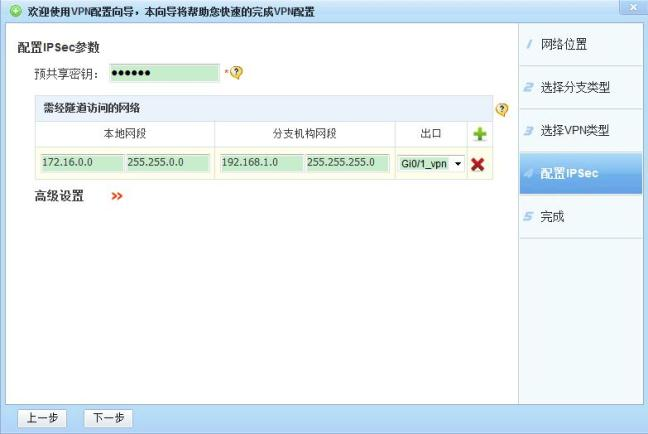 欢迎使用VPN配置向导，本向导将帮助您快速的完成VPN配置
配置IPSec参数
预共享密钥： ●●●●●● *
需经隧道访问的网络
本地网段 分支机构网段 出口
172.16.0.0 255.255.0.0 192.168.1.0 255.255.255.0 Gi0/1_vpn
高级设置 >>
1 网络位置
2 选择分支类型
3 选择VPN类型
4 配置IPSec
5 完成
上一步 下一步